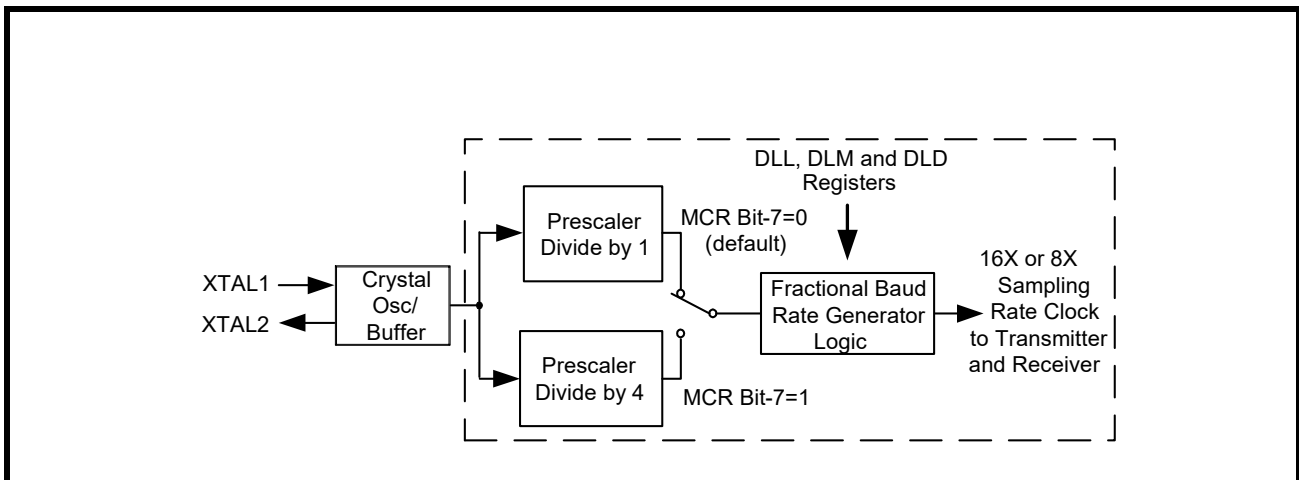 DLL, DLM and DLD
Registers
Prescaler
Divide by 1
MCR Bit-7=0
(default)
XTAL1
XTAL2
Crystal
Osc/
Buffer
Fractional Baud
Rate Generator
Logic
16X or 8X
Sampling
Rate Clock
to Transmitter
and Receiver
Prescaler
Divide by 4
MCR Bit-7=1